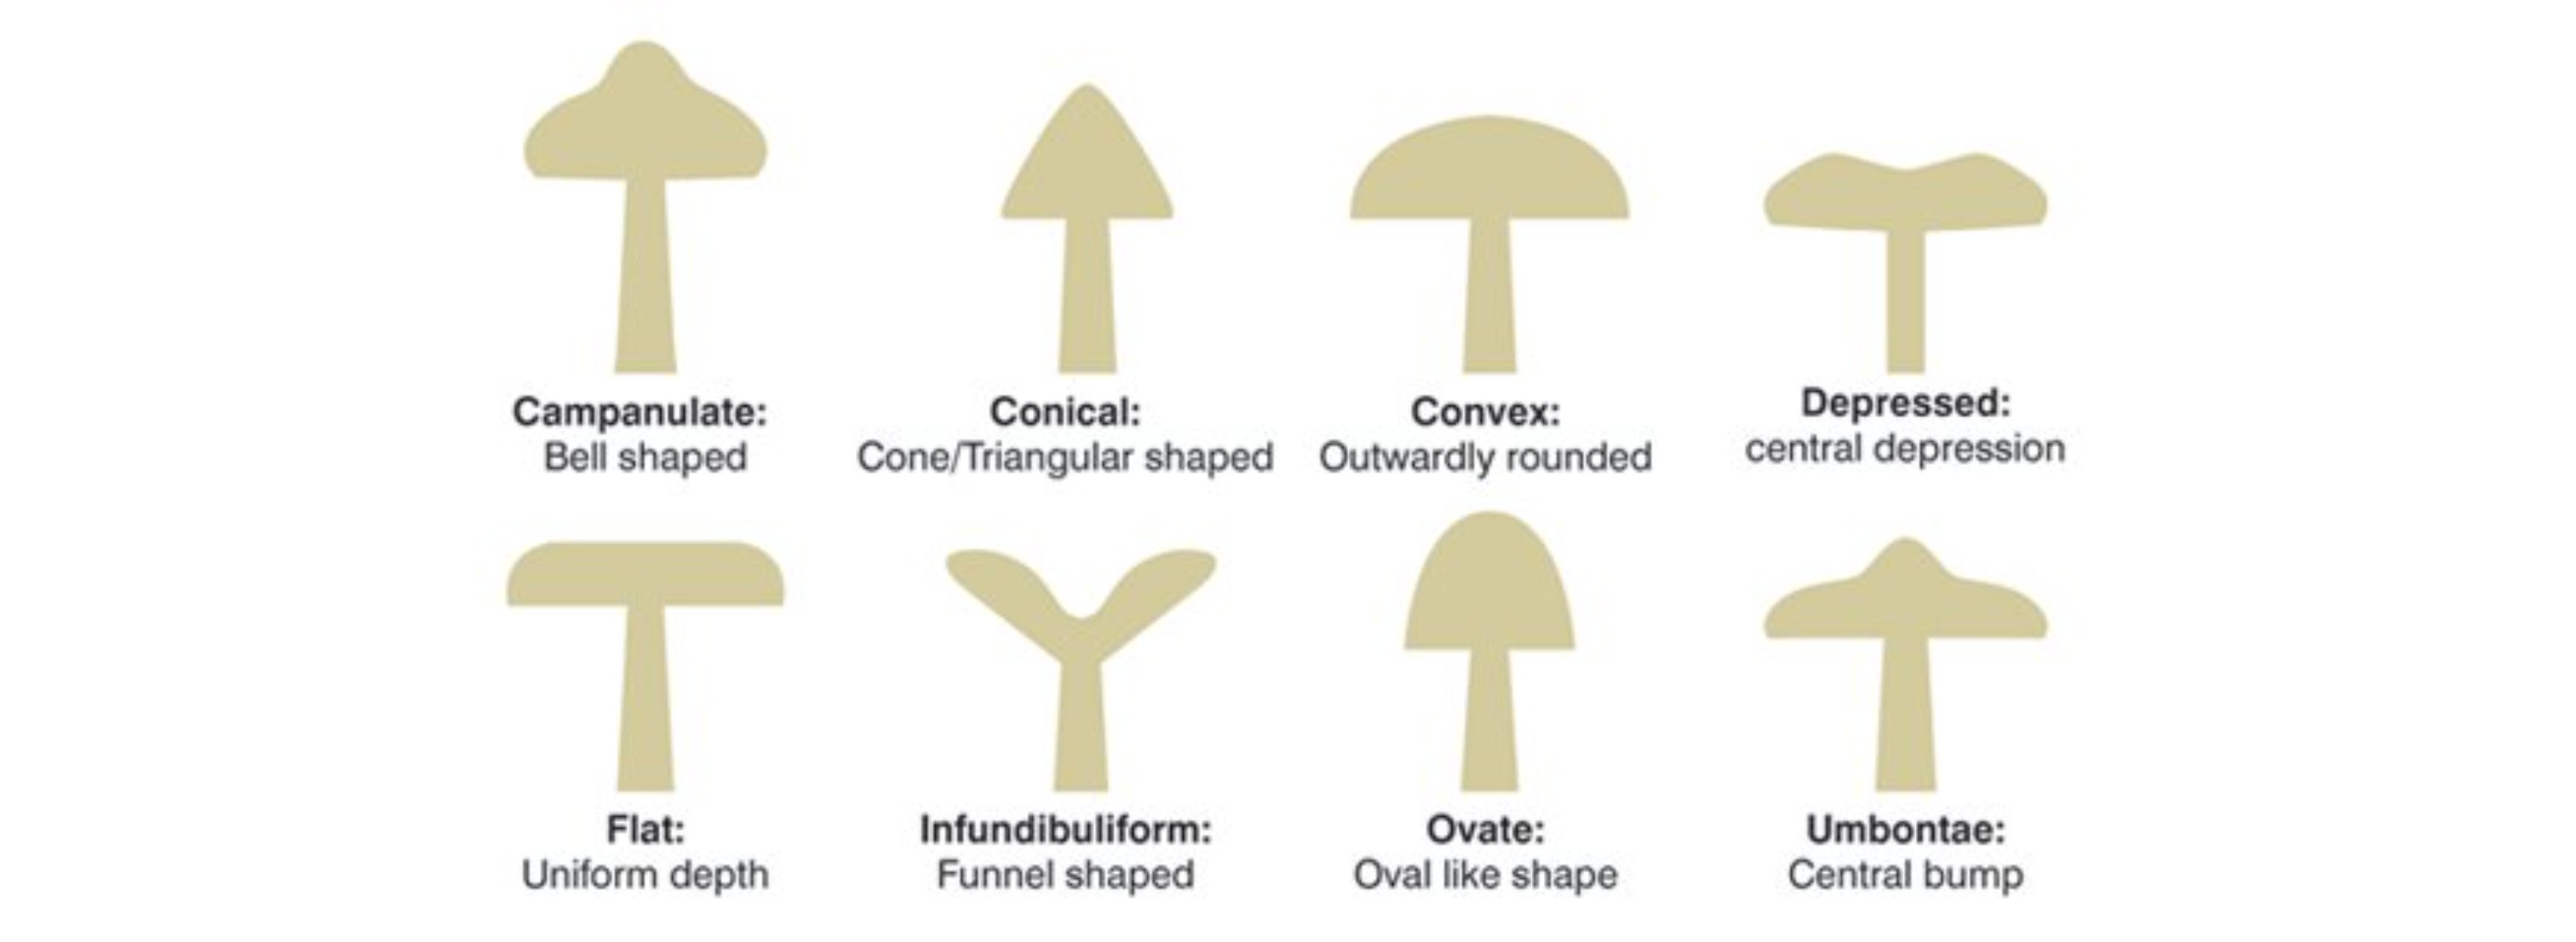 Campanulate:
Bell shaped
Conical:
Cone/Triangular shaped
Convex:
Outwardly rounded
Depressed:
central depression
Flat:
Uniform depth
Infundibuliform:
Funnel shaped
Ovate:
Oval like shape
Umbontae:
Central bump